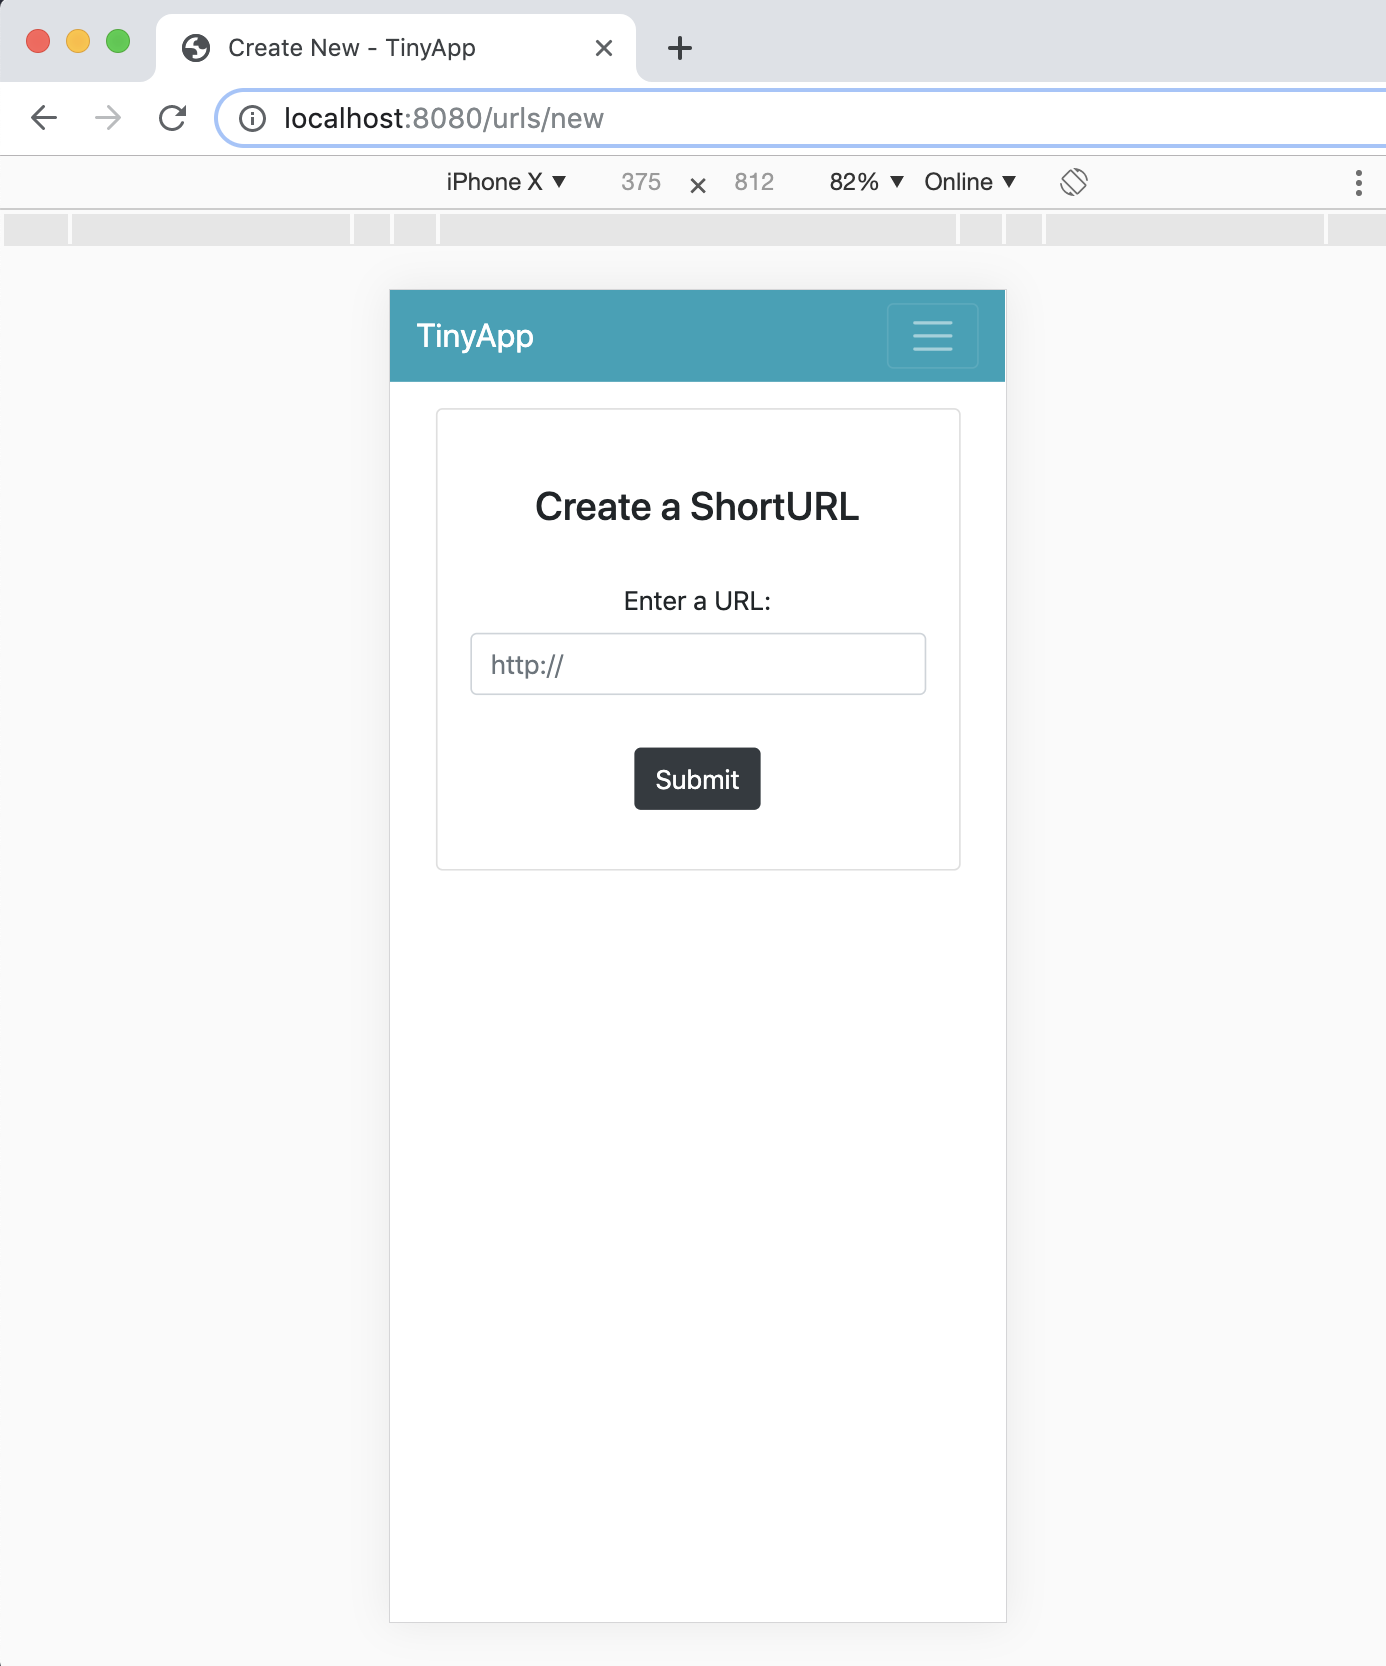 Create New - TinyApp
localhost:8080/urls/new
iPhone X 375 × 812 82% Online
TinyApp
Create a ShortURL
Enter a URL:
http://
Submit